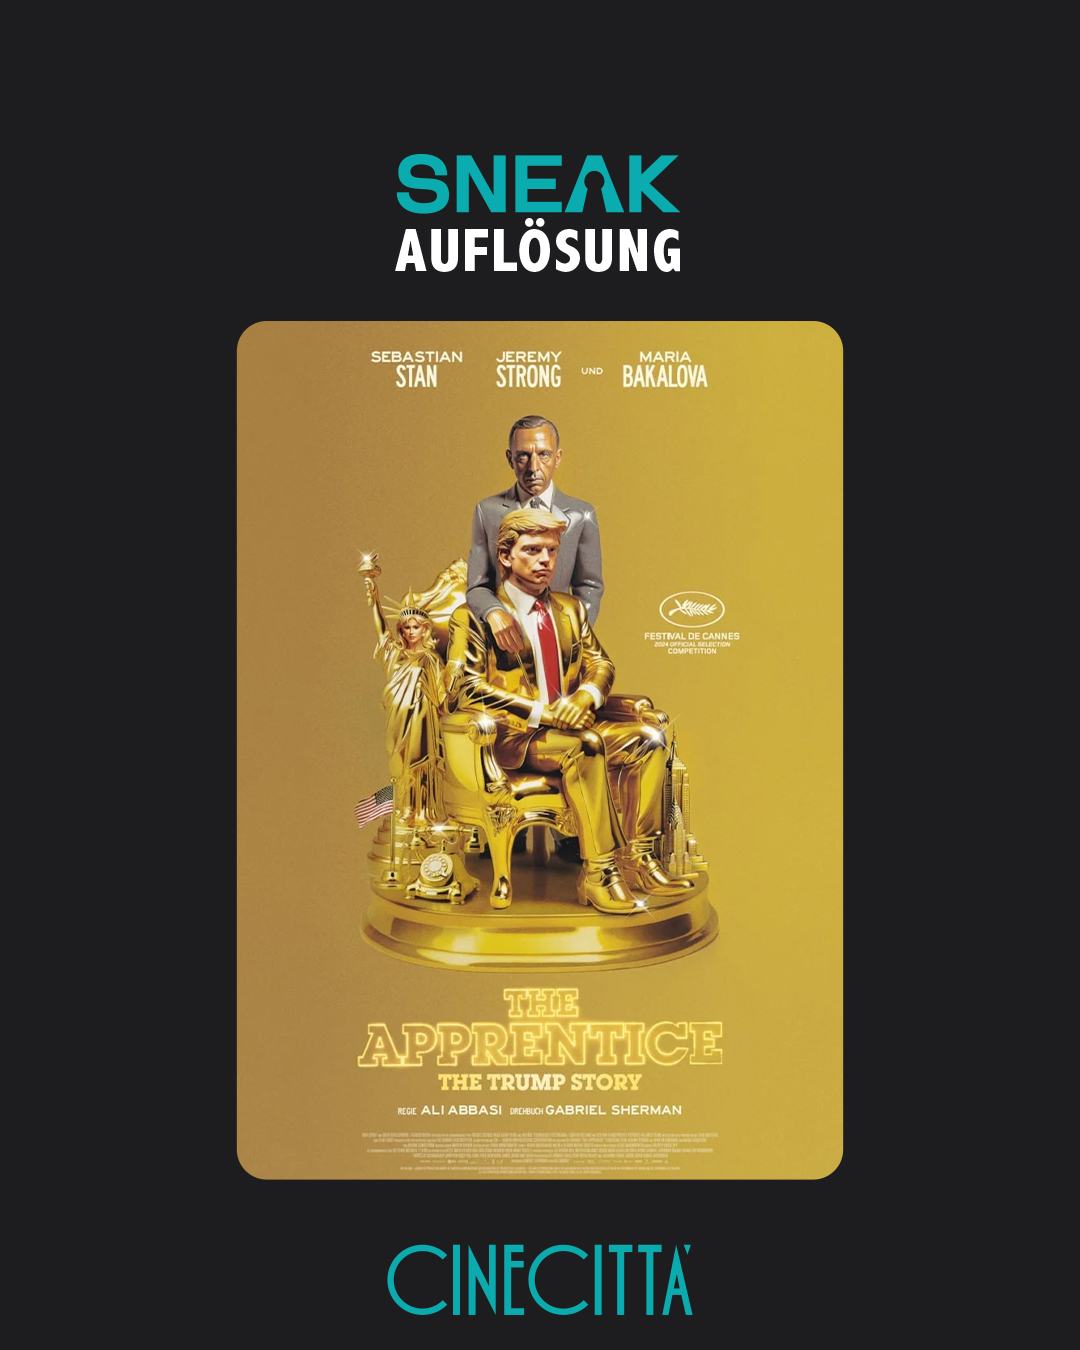 SNEAK
AUFLÖSUNG
SEBASTIAN STAN
JEREMY STRONG
UND
MARIA BAKALOVA
FESTIVAL DE CANNES
2024 OFFICIAL SELECTION
COMPETITION
THE
APPRENTICE
THE TRUMP STORY
REGIE ALI ABBASI DREHBUCH GABRIEL SHERMAN
CINECITTÀ